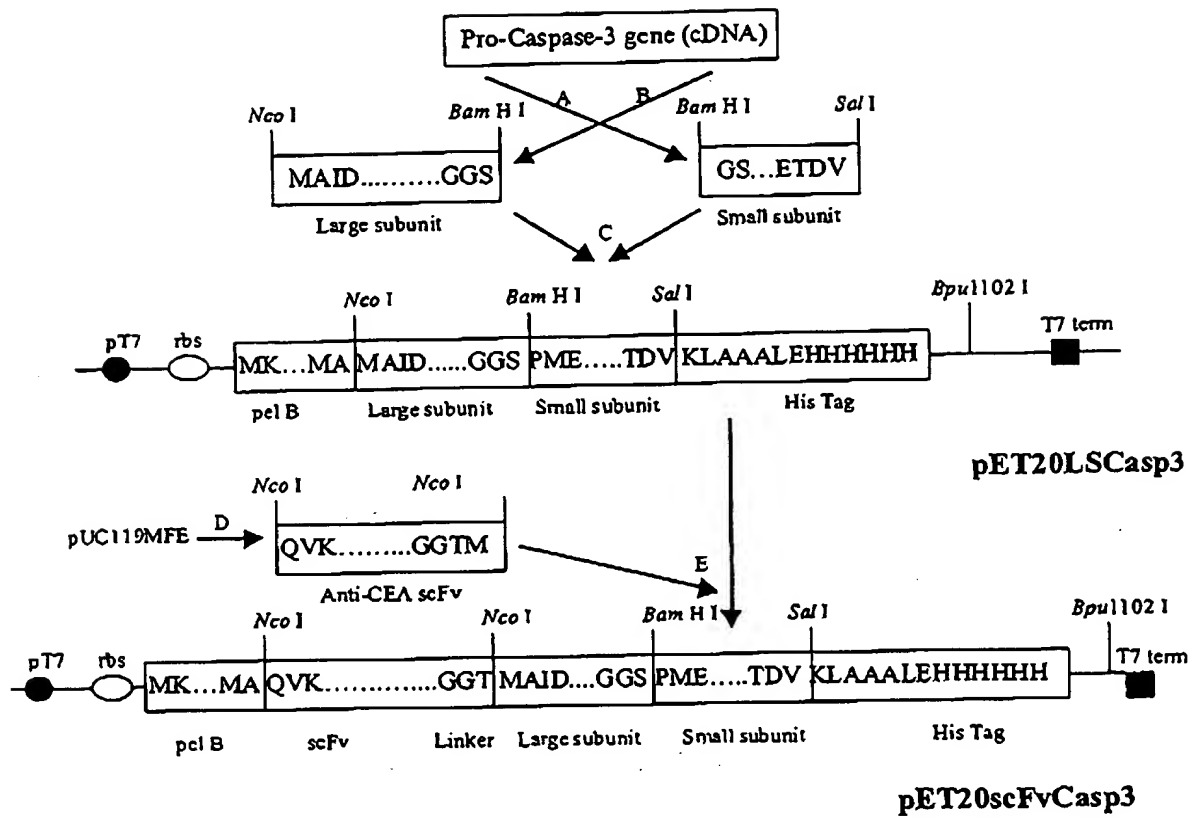 Pro-Caspase-3 gene (cDNA)
A B
Nco I Bam H I Bam H I Sal I
MAID..........GGS GS...ETDV
Large subunit Small subunit
C
Nco I Bam H I Sal I Bpu1102 I
pT7 rbs T7 term
MK...MA MAID......GGS PME.....TDV KLAAALEHHHHHH
pel B Large subunit Small subunit His Tag
pET20LSCasp3
Nco I Nco I
pUC119MFE D
QVK..........GGTM
E
Anti-CEA scFv
Nco I Nco I Bam H I Sal I Bpu1102 I
pT7 rbs T7 term
MK...MA QVK..............GGT MAID....GGS PME.....TDV KLAAALEHHHHHH
pel B scFv Linker Large subunit Small subunit His Tag
pET20scFvCasp3